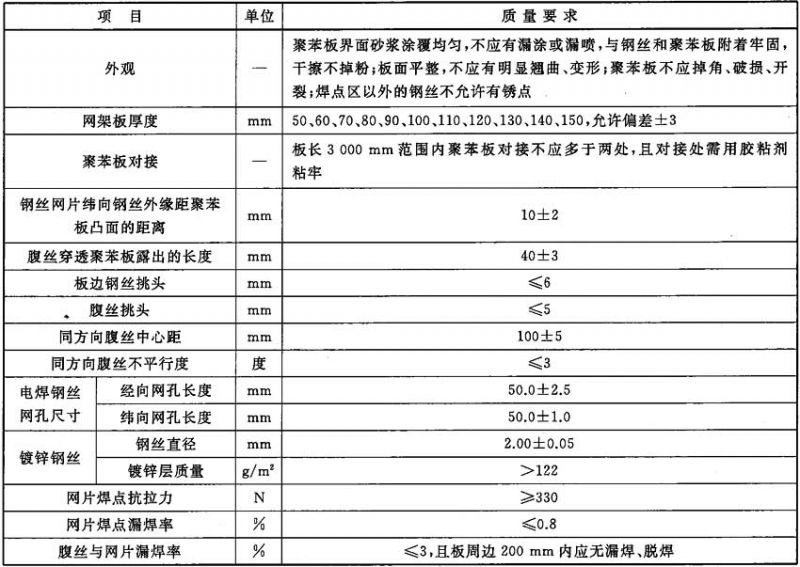 项 目 单位 质量要求
外观 — 聚苯板界面砂浆涂覆均匀,不应有漏涂或漏喷,与钢丝和聚苯板附着牢固,
干擦不掉粉;板面平整,不应有明显翘曲、变形;聚苯板不应掉角、破损、开
裂;焊点区以外的钢丝不允许有锈点
网架板厚度 mm 50、60、70、80、90、100、110、120、130、140、150,允许偏差±3
聚苯板对接 — 板长3 000 mm范围内聚苯板对接不应多于两处,且对接处需用胶粘剂
粘牢
钢丝网片纬向钢丝外缘距聚苯
板凸面的距离 mm 10±2
腹丝穿透聚苯板露出的长度 mm 40±3
板边钢丝挑头 mm ≤6
腹丝挑头 mm ≤5
同方向腹丝中心距 mm 100±5
同方向腹丝不平行度 度 ≤3
电焊钢丝
网孔尺寸
经向网孔长度 mm 50.0±2.5
纬向网孔长度 mm 50.0±1.0
镀锌钢丝
钢丝直径 mm 2.00±0.05
镀锌层质量 g/m² >122
网片焊点抗拉力 N ≥330
网片焊点漏焊率 % ≤0.8
腹丝与网片漏焊率 % ≤3,且板周边200 mm内应无漏焊、脱焊